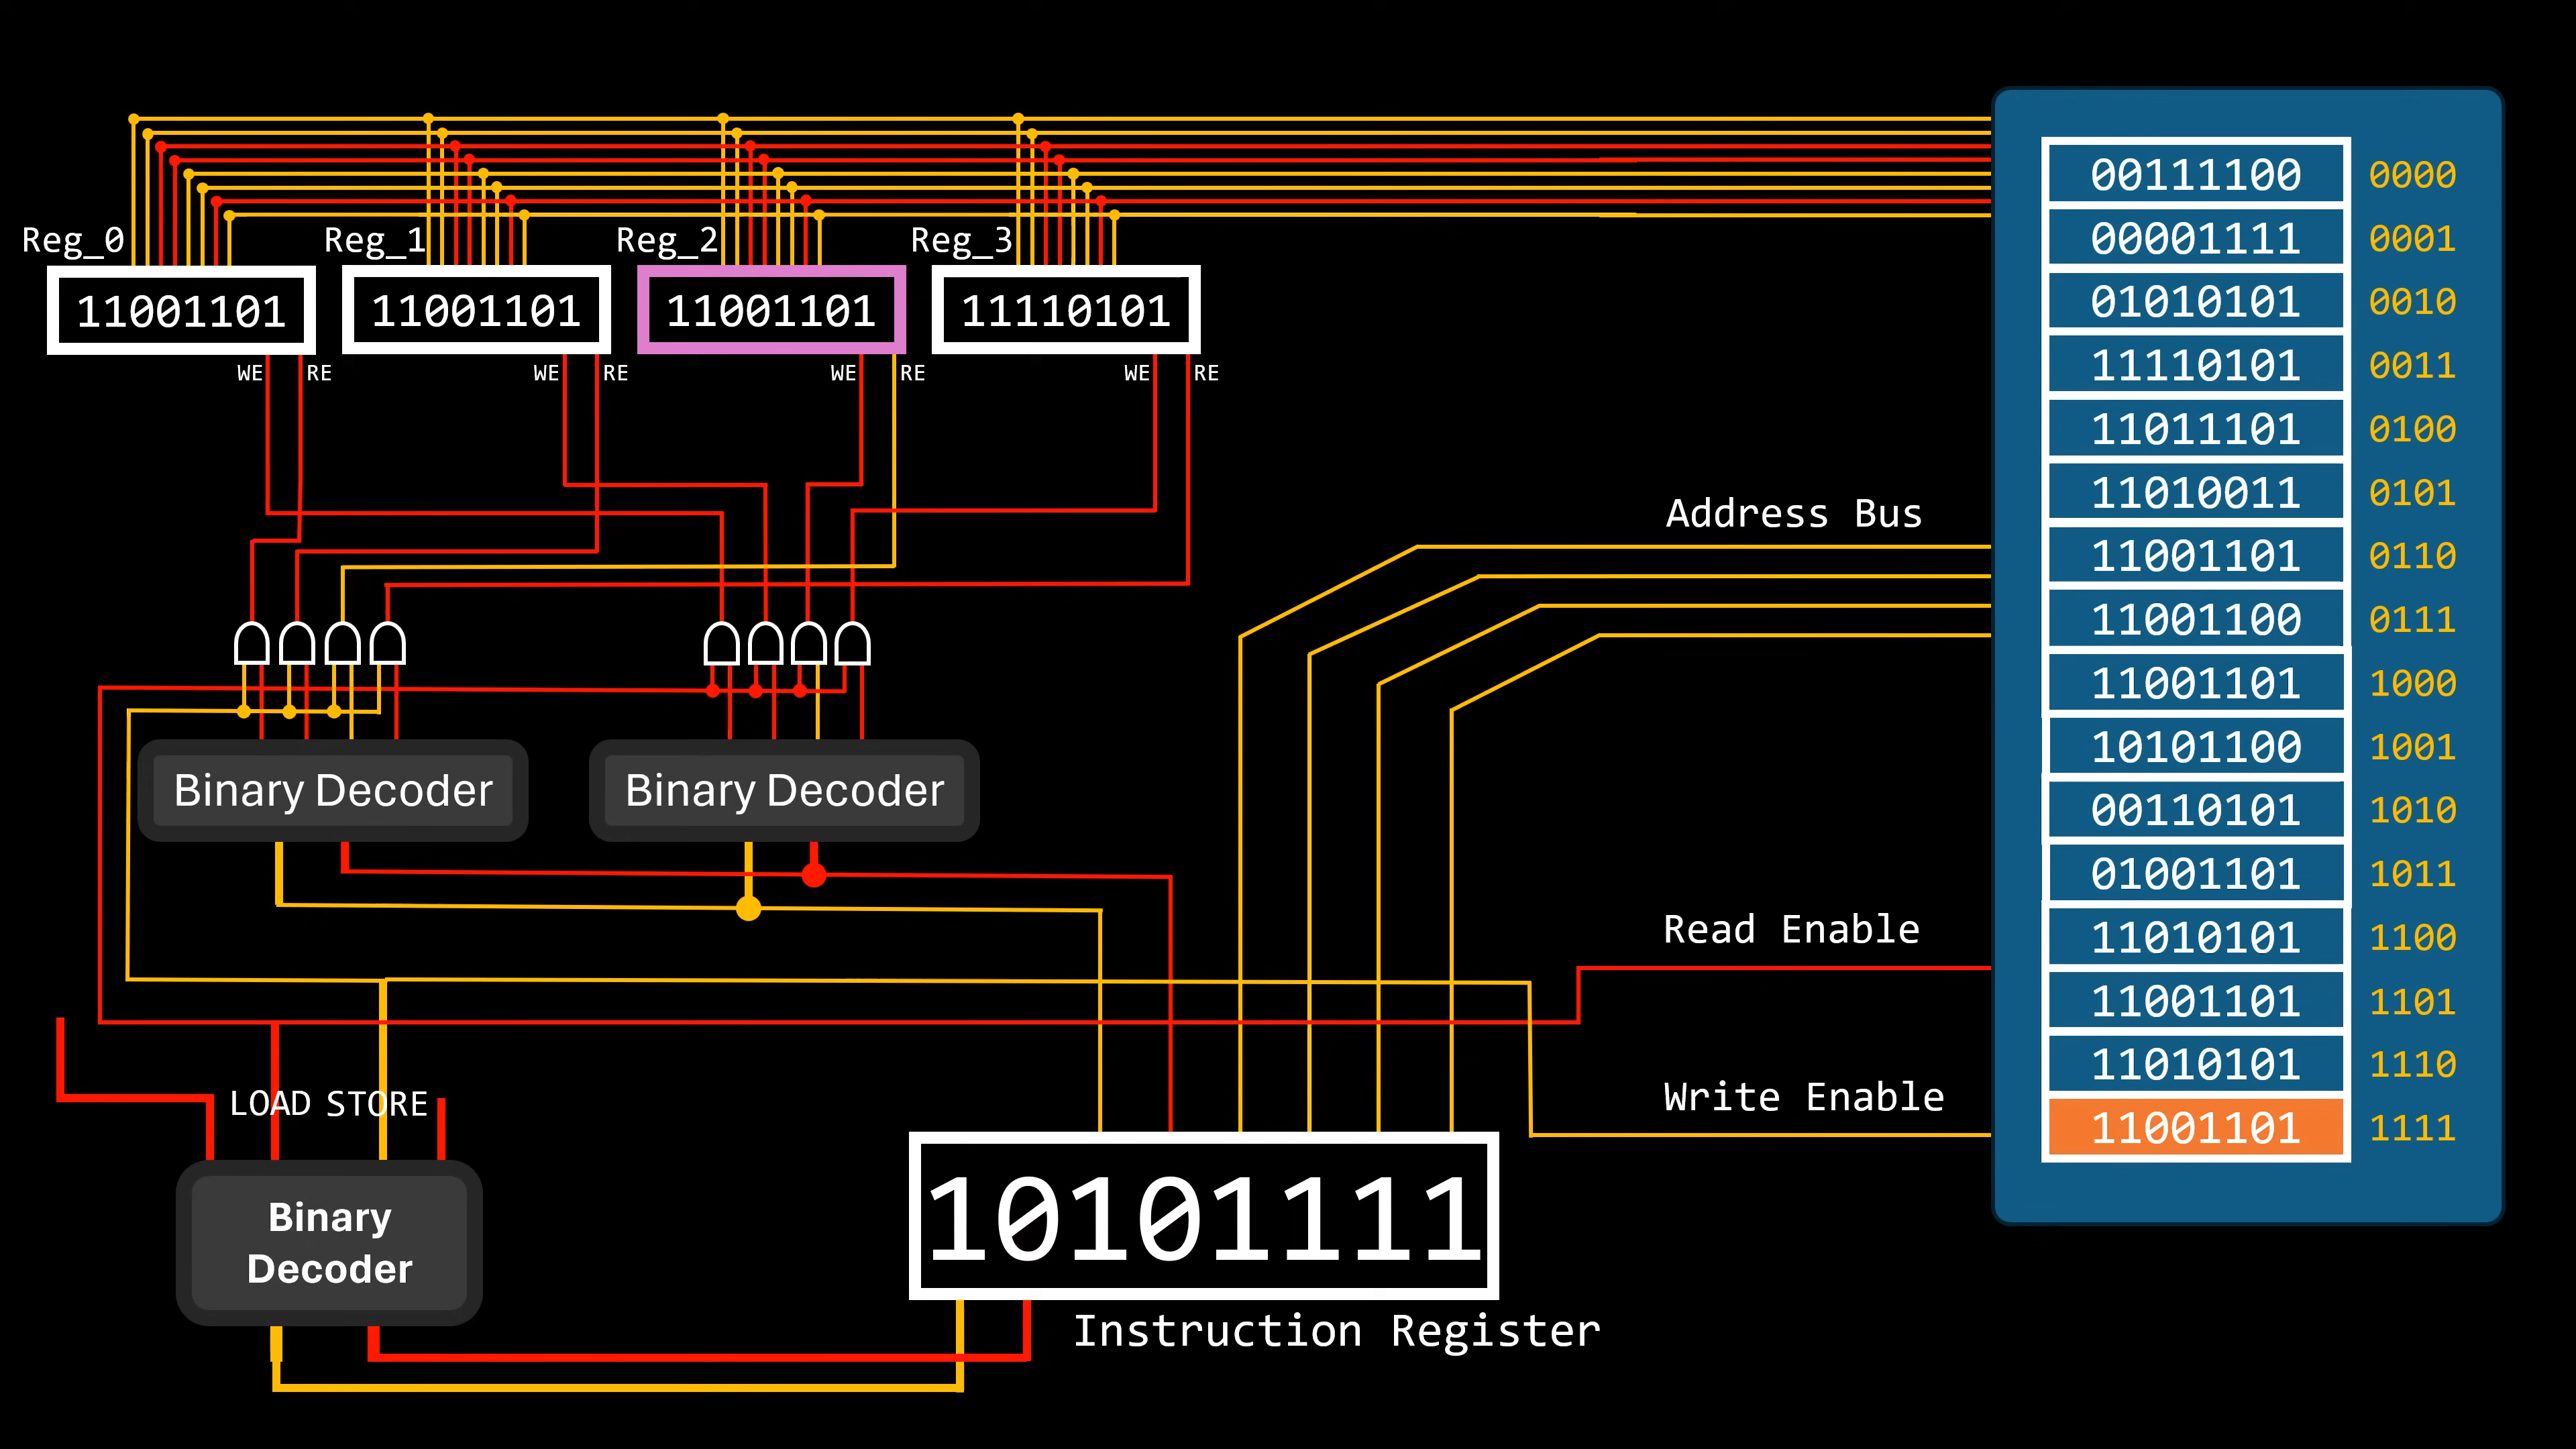 Reg_0
Reg_1
Reg_2
Reg_3
11001101
11001101
11001101
11110101
WE RE
WE RE
WE RE
WE RE
00111100 0000
00001111 0001
01010101 0010
11110101 0011
11011101 0100
11010011 0101
11001101 0110
11001100 0111
11001101 1000
10101100 1001
00110101 1010
01001101 1011
11010101 1100
11001101 1101
11010101 1110
11001101 1111
Address Bus
Binary Decoder
Binary Decoder
Read Enable
Write Enable
LOAD STORE
Binary
Decoder
10101111
Instruction Register